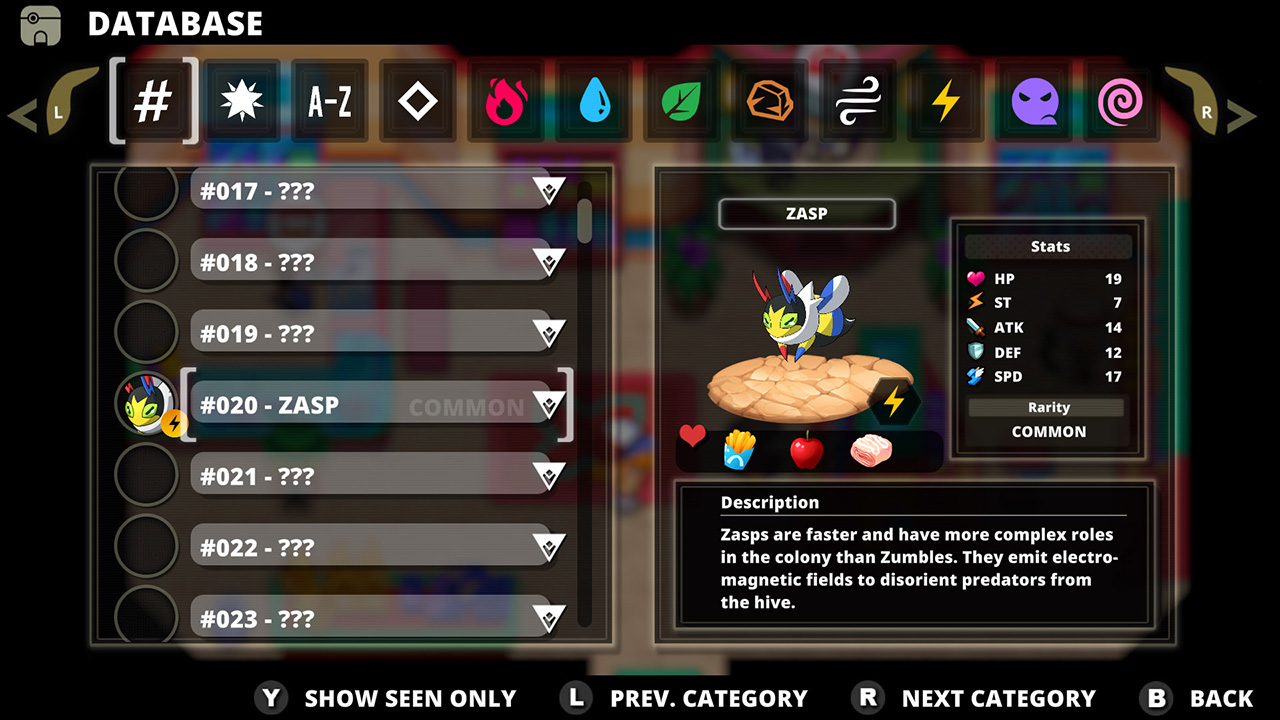 DATABASE
L
#
A-Z
R
#017 - ???
#018 - ???
#019 - ???
#020 - ZASP COMMON
#021 - ???
#022 - ???
#023 - ???
ZASP
Stats
HP 19
ST 7
ATK 14
DEF 12
SPD 17
Rarity
COMMON
Description
Zasps are faster and have more complex roles
in the colony than Zumbles. They emit electro-
magnetic fields to disorient predators from
the hive.
Y SHOW SEEN ONLY L PREV. CATEGORY R NEXT CATEGORY B BACK